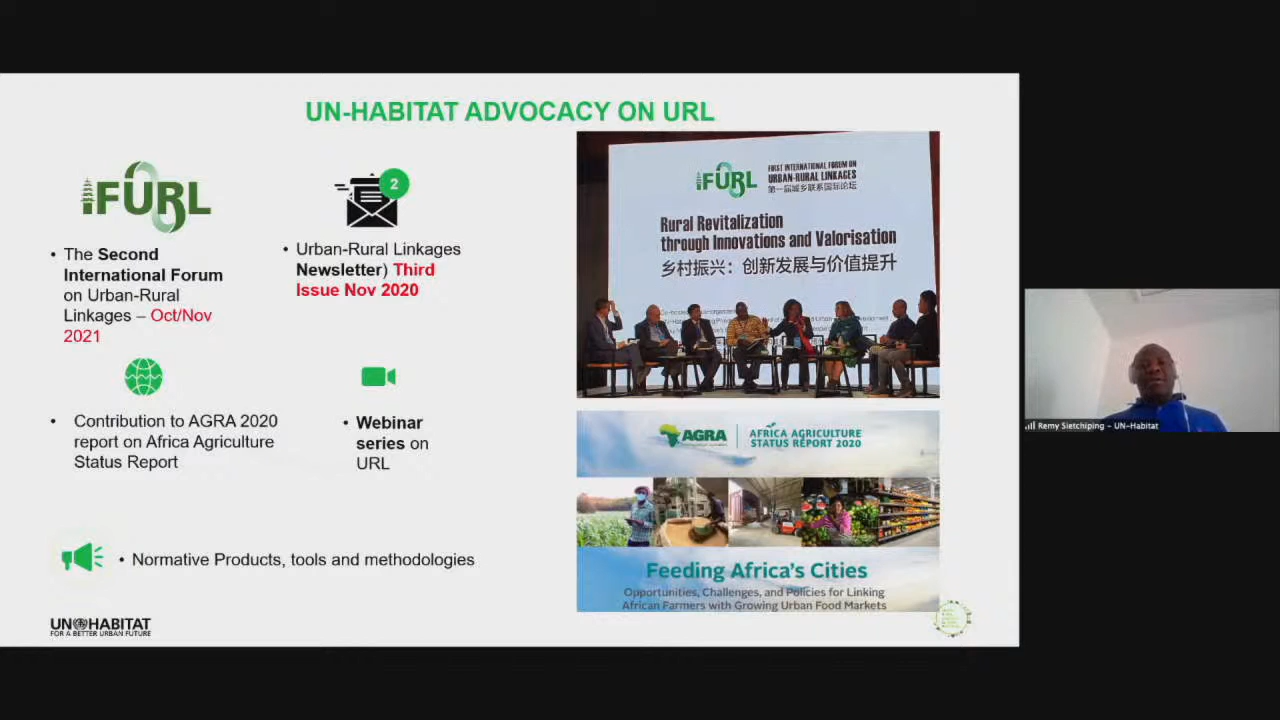 UN-HABITAT ADVOCACY ON URL
iFURL
• The Second
International Forum
on Urban-Rural
Linkages – Oct/Nov
2021
2
• Urban-Rural Linkages
Newsletter) Third
Issue Nov 2020
• Contribution to AGRA 2020
report on Africa Agriculture
Status Report
• Webinar
series on
URL
• Normative Products, tools and methodologies
UN HABITAT
FOR A BETTER URBAN FUTURE
iFURL
FIRST INTERNATIONAL FORUM ON
URBAN-RURAL LINKAGES
第一届城乡联系国际论坛
Rural Revitalization
through Innovations and Valorisation
乡村振兴：创新发展与价值提升
AGRA
AFRICA AGRICULTURE
STATUS REPORT 2020
Feeding Africa's Cities
Opportunities, Challenges, and Policies for Linking
African Farmers with Growing Urban Food Markets
Remy Sietchiping - UN-Habitat